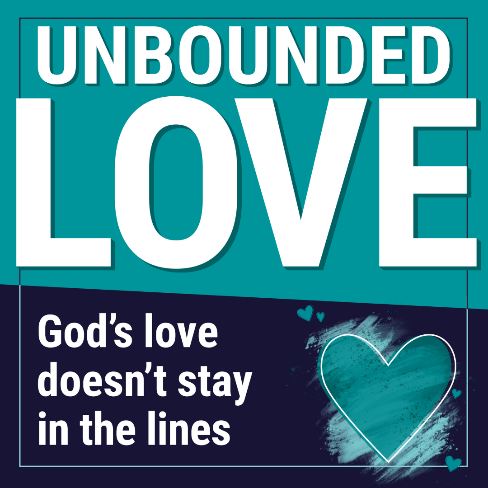 UNBOUNDED
LOVE
God’s love
doesn’t stay
in the lines